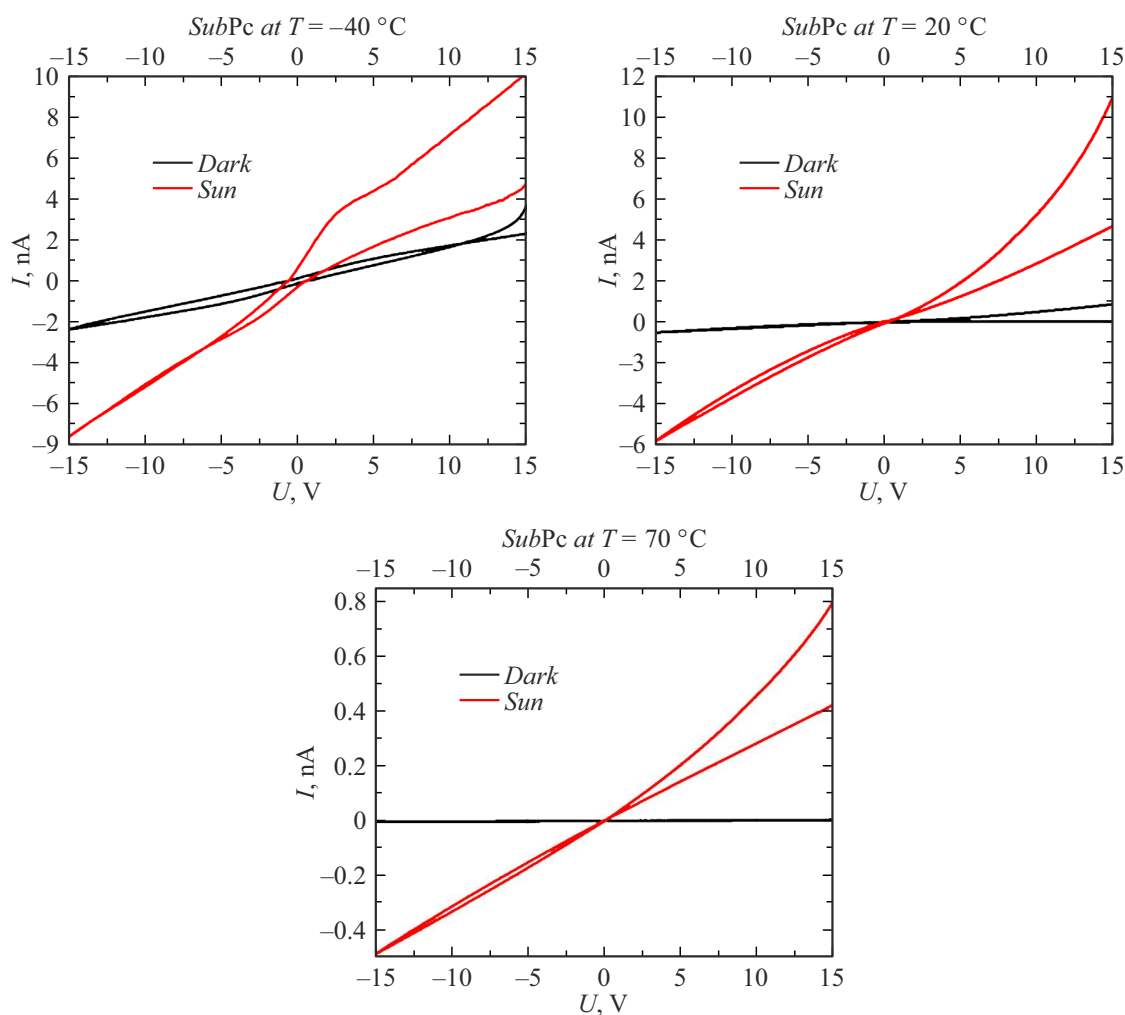 SubPc at T = –40 °C
–15 –10 –5 0 5 10 15
10
8
6
4
2
0
–2
–4
–6
–9
I, nA
Dark
Sun
–15 –10 –5 0 5 10 15
U, V
SubPc at T = 20 °C
–15 –10 –5 0 5 10 15
12
10
8
6
4
2
0
–3
–4
–6
I, nA
Dark
Sun
–15 –10 –5 0 5 10 15
U, V
SubPc at T = 70 °C
–15 –10 –5 0 5 10 15
0.8
0.6
0.4
0.2
0
–0.2
–0.4
I, nA
Dark
Sun
–15 –10 –5 0 5 10 15
U, V